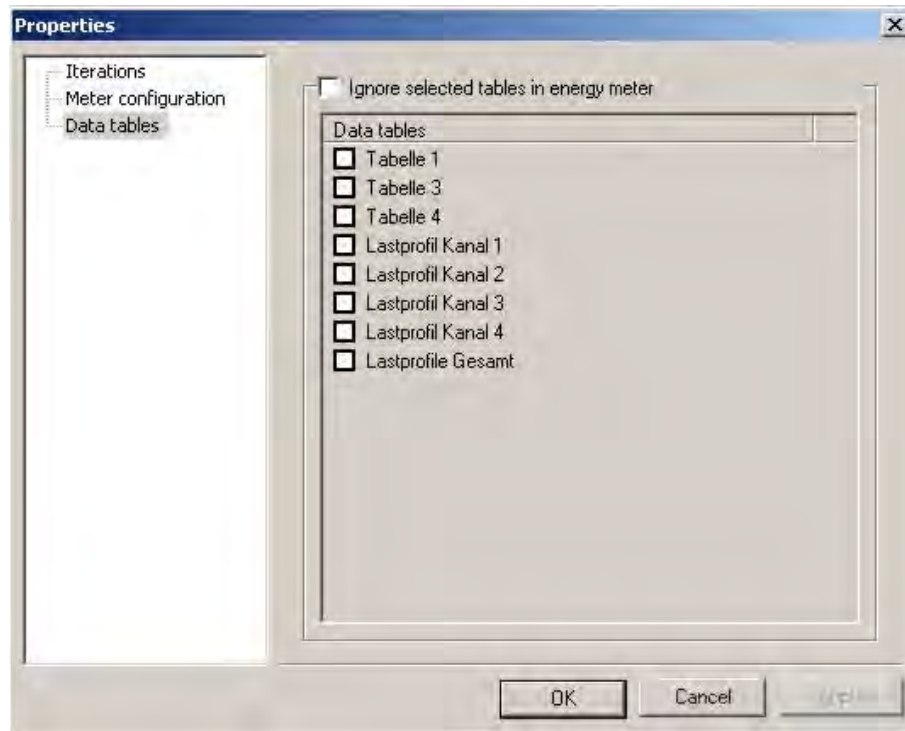 Properties
Iterations
Meter configuration
Data tables
Ignore selected tables in energy meter
Data tables
Tabelle 1
Tabelle 3
Tabelle 4
Lastprofil Kanal 1
Lastprofil Kanal 2
Lastprofil Kanal 3
Lastprofil Kanal 4
Lastprofile Gesamt
OK
Cancel